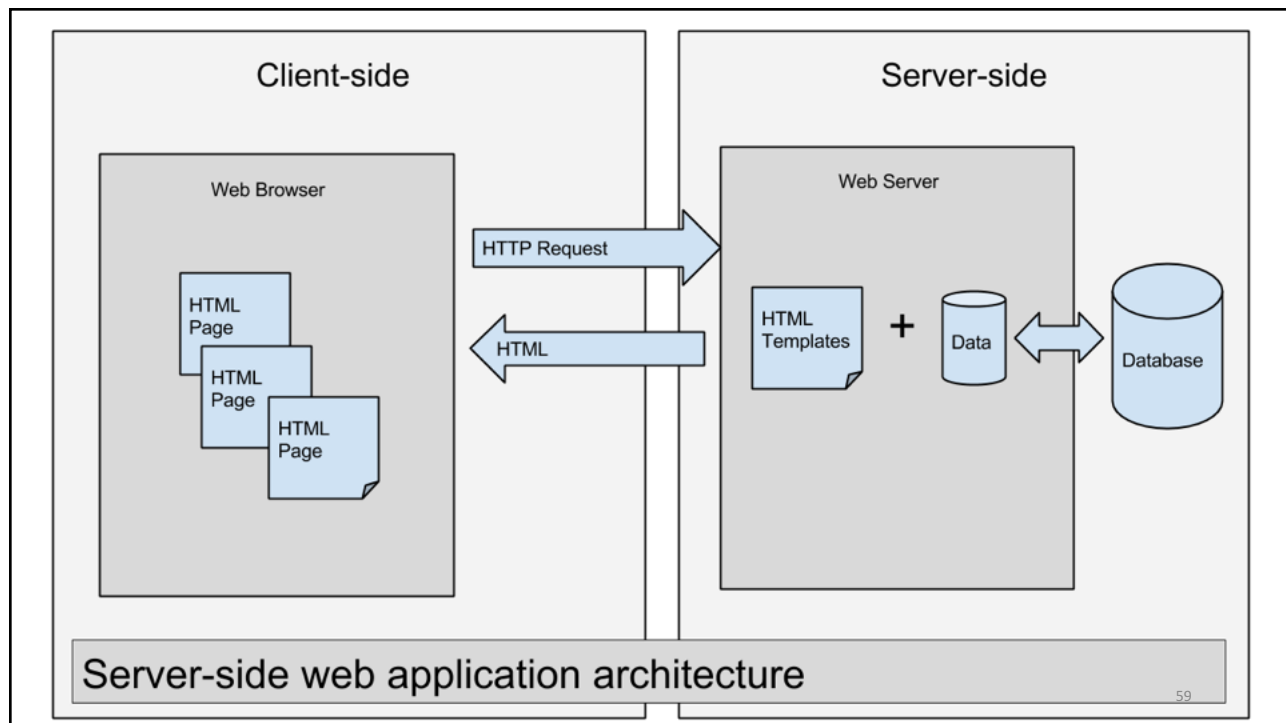 Client-side
Server-side
Web Browser
Web Server
HTTP Request
HTML
HTML
Page
HTML
Page
HTML
Page
HTML
Templates
+
Data
Database
Server-side web application architecture
59